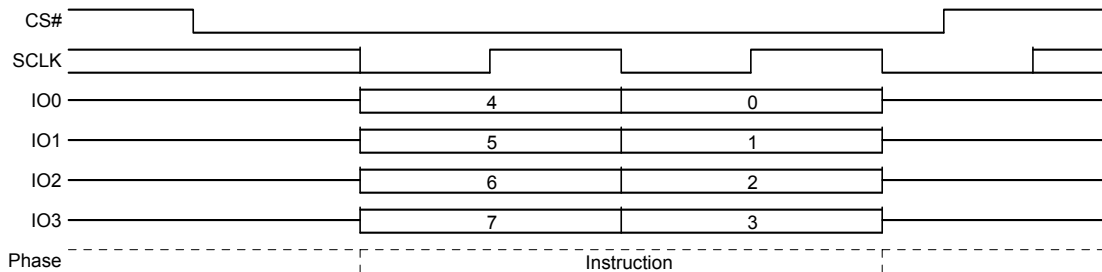 CS#
SCLK
IO0 4 0
IO1 5 1
IO2 6 2
IO3 7 3
Phase Instruction